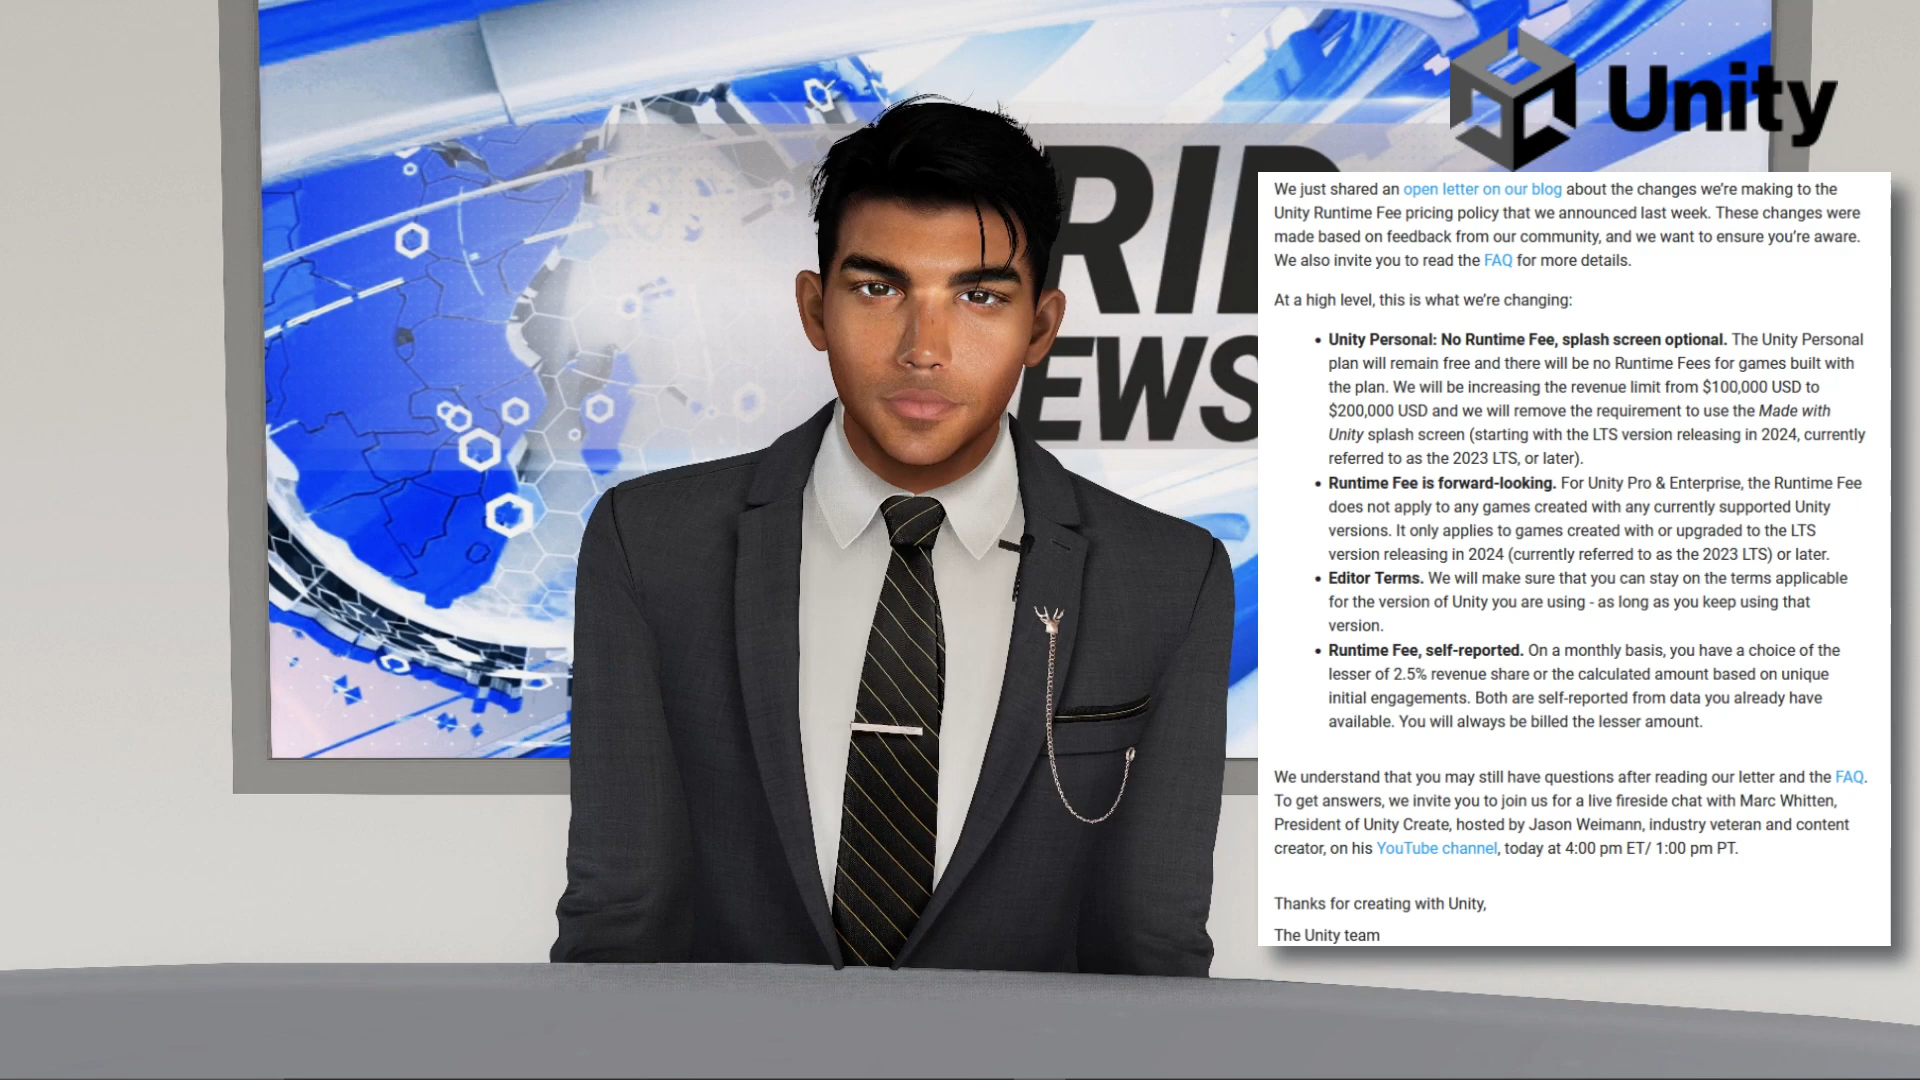 Unity
RID
EWS
We just shared an open letter on our blog about the changes we're making to the
Unity Runtime Fee pricing policy that we announced last week. These changes were
made based on feedback from our community, and we want to ensure you're aware.
We also invite you to read the FAQ for more details.
At a high level, this is what we're changing:
• Unity Personal: No Runtime Fee, splash screen optional. The Unity Personal
plan will remain free and there will be no Runtime Fees for games built with
the plan. We will be increasing the revenue limit from $100,000 USD to
$200,000 USD and we will remove the requirement to use the Made with
Unity splash screen (starting with the LTS version releasing in 2024, currently
referred to as the 2023 LTS, or later).
• Runtime Fee is forward-looking. For Unity Pro & Enterprise, the Runtime Fee
does not apply to any games created with any currently supported Unity
versions. It only applies to games created with or upgraded to the LTS
version releasing in 2024 (currently referred to as the 2023 LTS) or later.
• Editor Terms. We will make sure that you can stay on the terms applicable
for the version of Unity you are using - as long as you keep using that
version.
• Runtime Fee, self-reported. On a monthly basis, you have a choice of the
lesser of 2.5% revenue share or the calculated amount based on unique
initial engagements. Both are self-reported from data you already have
available. You will always be billed the lesser amount.
We understand that you may still have questions after reading our letter and the FAQ.
To get answers, we invite you to join us for a live fireside chat with Marc Whitten,
President of Unity Create, hosted by Jason Weimann, industry veteran and content
creator, on his YouTube channel, today at 4:00 pm ET/ 1:00 pm PT.
Thanks for creating with Unity,
The Unity team